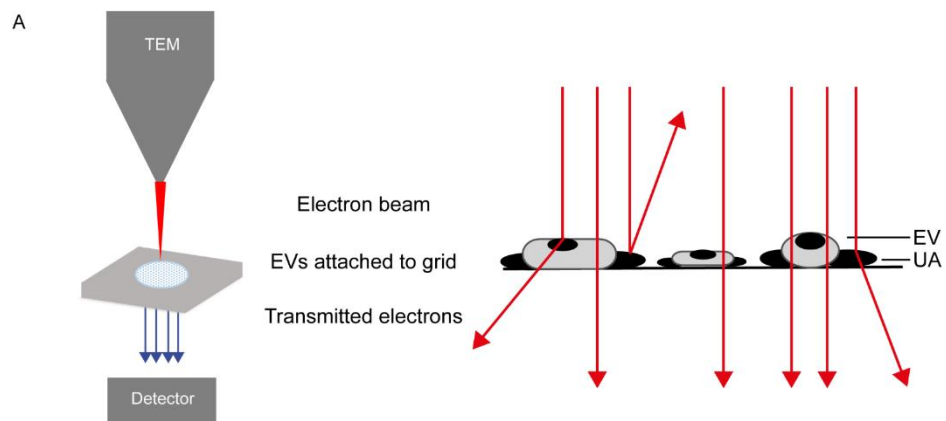 A
TEM
Electron beam
EVs attached to grid
Transmitted electrons
Detector
EV
UA